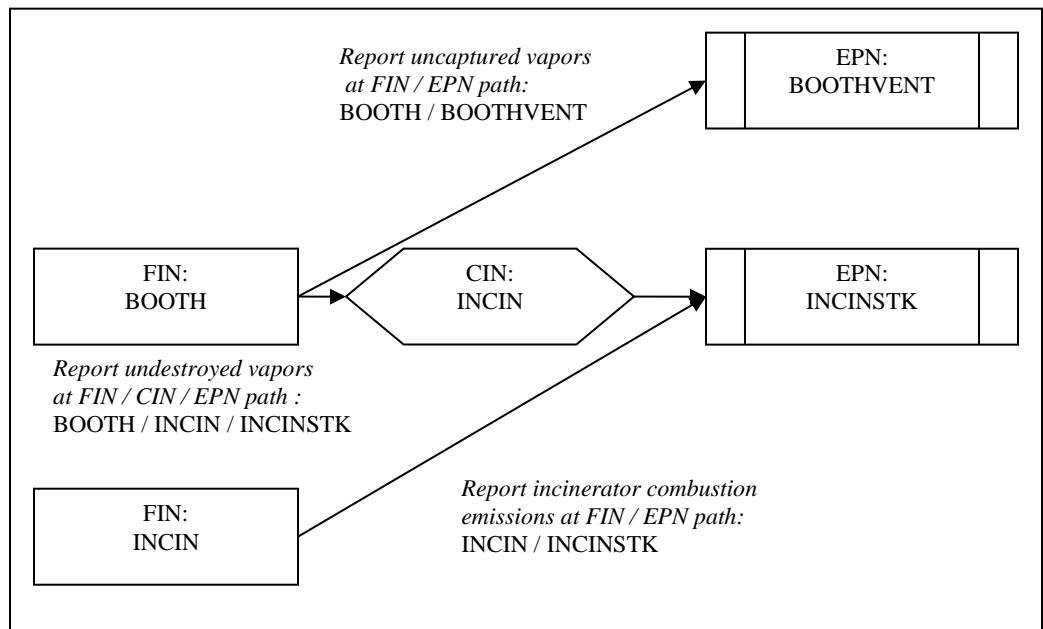 Report uncaptured vapors
at FIN / EPN path:
BOOTH / BOOTHVENT
EPN:
BOOTHVENT
FIN:
BOOTH
CIN:
INCIN
EPN:
INCINSTK
Report undestroyed vapors
at FIN / CIN / EPN path :
BOOTH / INCIN / INCINSTK
FIN:
INCIN
Report incinerator combustion
emissions at FIN / EPN path:
INCIN / INCINSTK